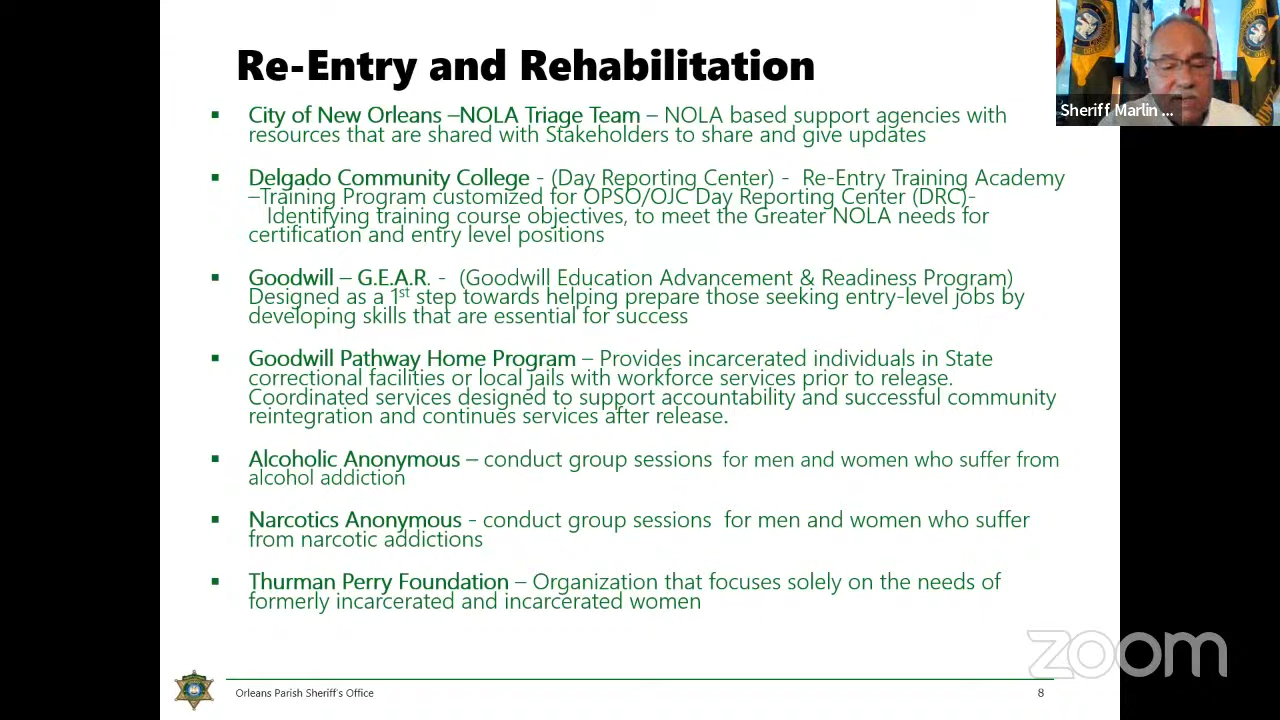 Re-Entry and Rehabilitation
Sheriff Marlin ...
▪ City of New Orleans –NOLA Triage Team – NOLA based support agencies with
resources that are shared with Stakeholders to share and give updates
▪ Delgado Community College - (Day Reporting Center) - Re-Entry Training Academy
–Training Program customized for OPSO/OJC Day Reporting Center (DRC)-
Identifying training course objectives, to meet the Greater NOLA needs for
certification and entry level positions
▪ Goodwill – G.E.A.R. - (Goodwill Education Advancement & Readiness Program)
Designed as a 1st step towards helping prepare those seeking entry-level jobs by
developing skills that are essential for success
▪ Goodwill Pathway Home Program – Provides incarcerated individuals in State
correctional facilities or local jails with workforce services prior to release.
Coordinated services designed to support accountability and successful community
reintegration and continues services after release.
▪ Alcoholic Anonymous – conduct group sessions for men and women who suffer from
alcohol addiction
▪ Narcotics Anonymous - conduct group sessions for men and women who suffer
from narcotic addictions
▪ Thurman Perry Foundation – Organization that focuses solely on the needs of
formerly incarcerated and incarcerated women
zoom
Orleans Parish Sheriff's Office
8